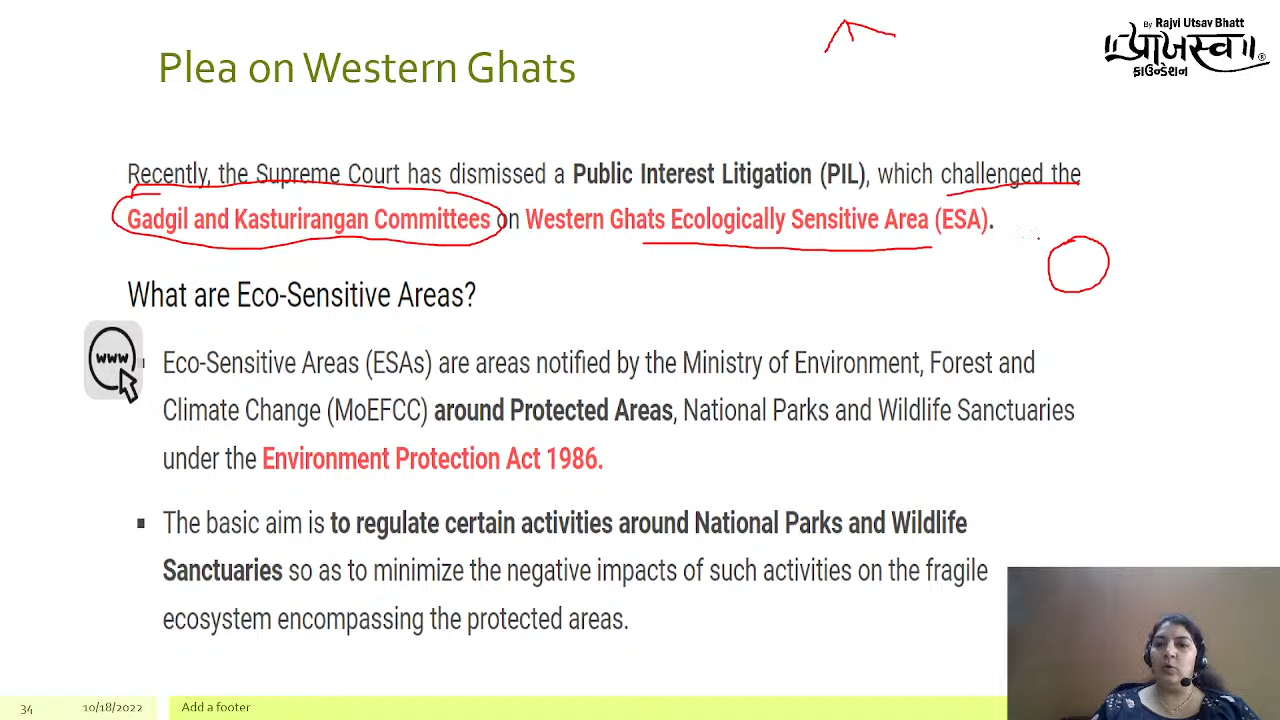 By Rajvi Utsav Bhatt
प्राजस्व
ફાઉન્ડેશન
Plea on Western Ghats
Recently, the Supreme Court has dismissed a Public Interest Litigation (PIL), which challenged the
Gadgil and Kasturirangan Committees on Western Ghats Ecologically Sensitive Area (ESA).
What are Eco-Sensitive Areas?
www
Eco-Sensitive Areas (ESAs) are areas notified by the Ministry of Environment, Forest and
Climate Change (MoEFCC) around Protected Areas, National Parks and Wildlife Sanctuaries
under the Environment Protection Act 1986.
▪ The basic aim is to regulate certain activities around National Parks and Wildlife
Sanctuaries so as to minimize the negative impacts of such activities on the fragile
ecosystem encompassing the protected areas.
34 10/18/2022 Add a footer